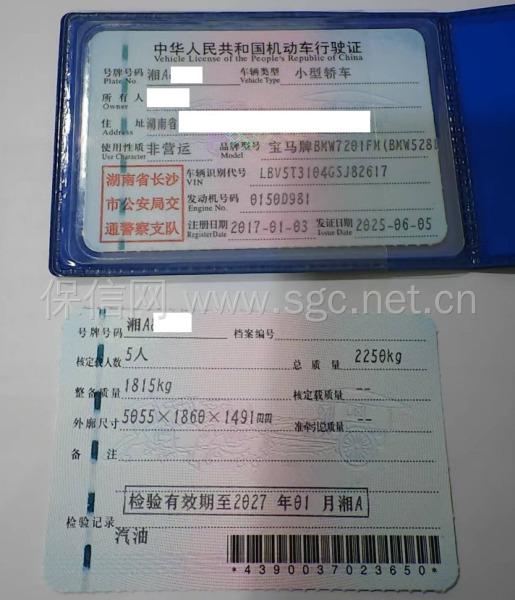 中华人民共和国机动车行驶证
Vehicle License of the People's Republic of China
号牌号码 湘A 车辆类型 小型轿车
Plate No. Vehicle Type
所有人
Owner
住址 湖南省
Address
使用性质 非营运 品牌型号 宝马牌BMW7201FM(BMW528
Use Character Model
湖南省长沙
市公安局交
通警察支队
车辆识别代号 LBV5T3104GSJ82617
VIN
发动机号码 0150D981
Engine No.
注册日期 2017-01-03 发证日期 2025-06-05
Register Date Issue Date
保信网 www.sgc.net.cn
号牌号码 湘A 档案编号
核定载人数 5人 总质量 2250kg
整备质量 1815kg 核定载质量 --
外廓尺寸 5055×1860×1491mm 准牵引总质量 --
备注
检验有效期至2027年01月湘A
检验记录
汽油
*4390037023650*